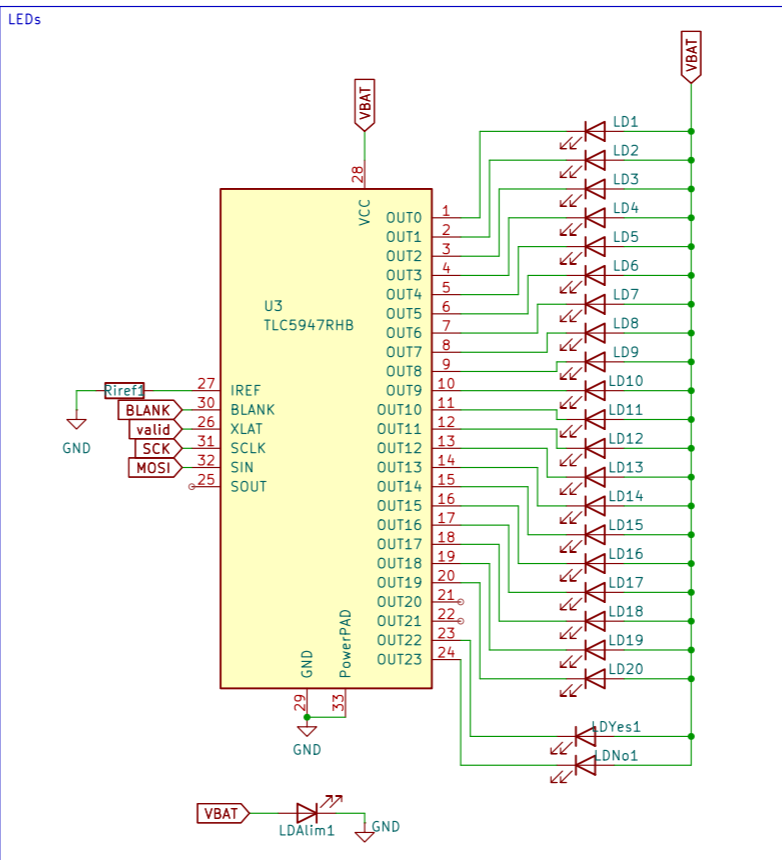 LEDs
VBAT
VBAT
28
VCC
U3
TLC5947RHB
Riref1
GND
27 IREF
BLANK 30 BLANK
valid 26 XLAT
SCK 31 SCLK
MOSI 32 SIN
25 SOUT
OUT0 1
OUT1 2
OUT2 3
OUT3 4
OUT4 5
OUT5 6
OUT6 7
OUT7 8
OUT8 9
OUT9 10
OUT10 11
OUT11 12
OUT12 13
OUT13 14
OUT14 15
OUT15 16
OUT16 17
OUT17 18
OUT18 19
OUT19 20
OUT20 21
OUT21 22
OUT22 23
OUT23 24
LD1
LD2
LD3
LD4
LD5
LD6
LD7
LD8
LD9
LD10
LD11
LD12
LD13
LD14
LD15
LD16
LD17
LD18
LD19
LD20
LDYes1
LDNo1
GND
PowerPAD
29
33
GND
VBAT
LDAlim1
GND